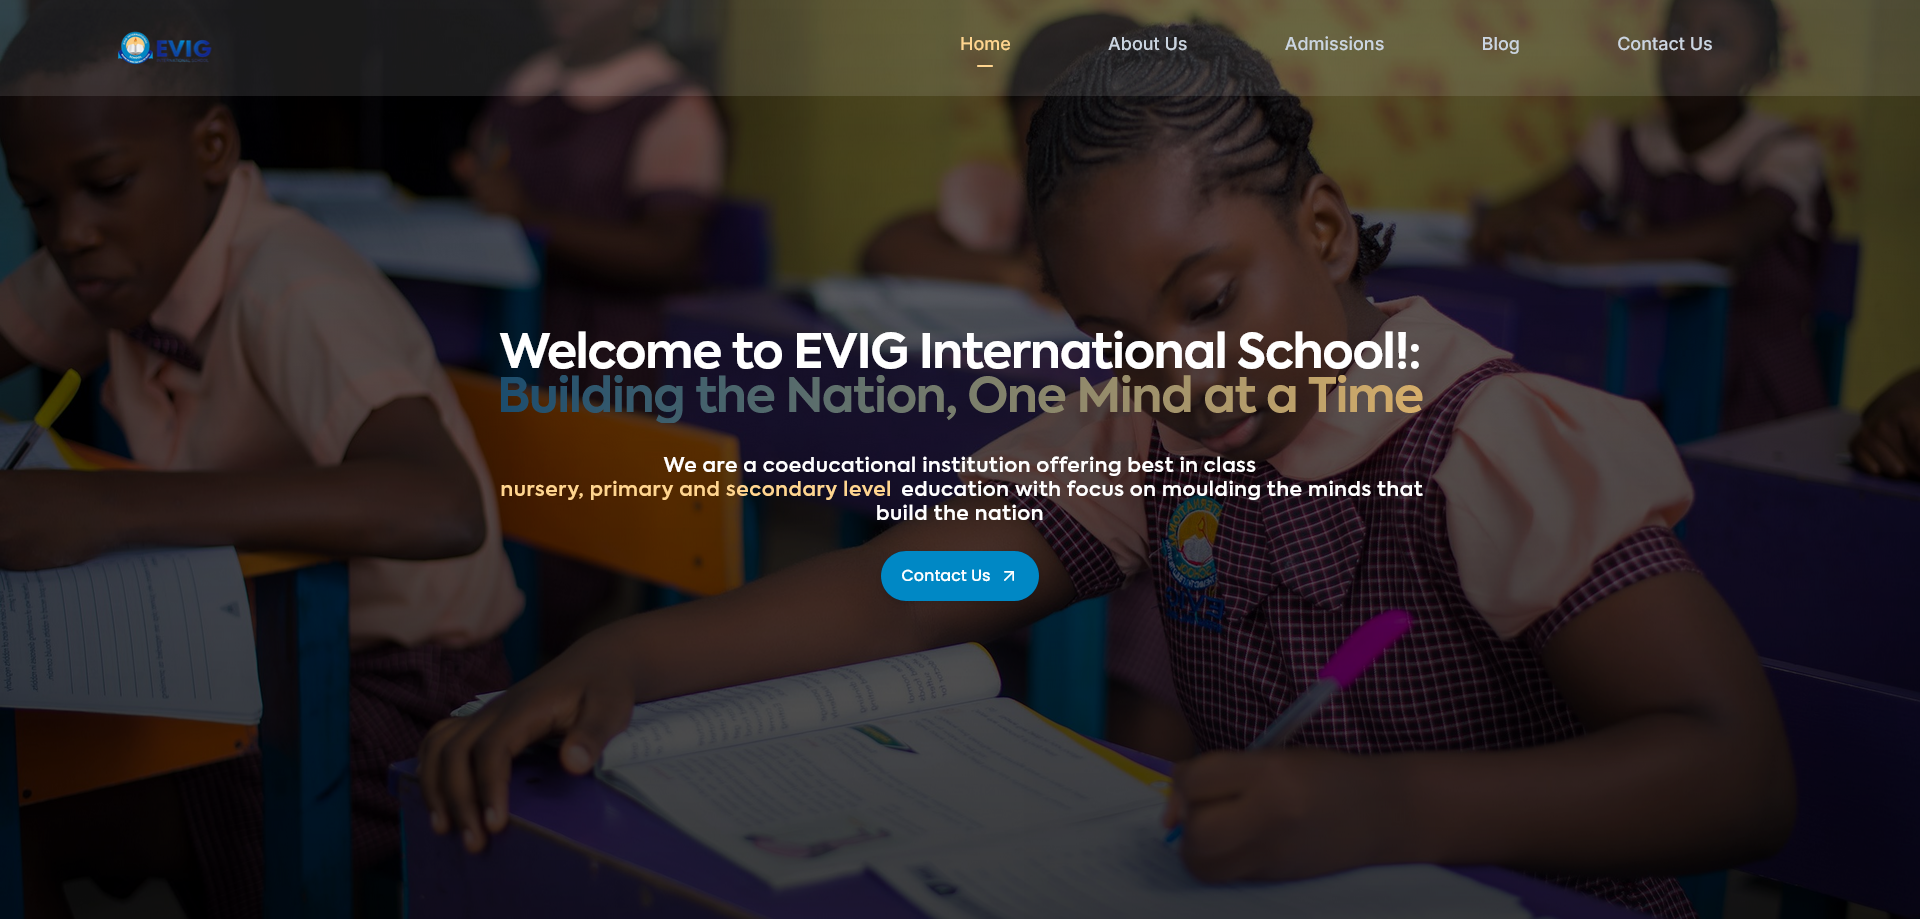 EVIG
Home
About Us
Admissions
Blog
Contact Us
Welcome to EVIG International School!:
Building the Nation, One Mind at a Time
We are a coeducational institution offering best in class
nursery, primary and secondary level education with focus on moulding the minds that
build the nation
Contact Us